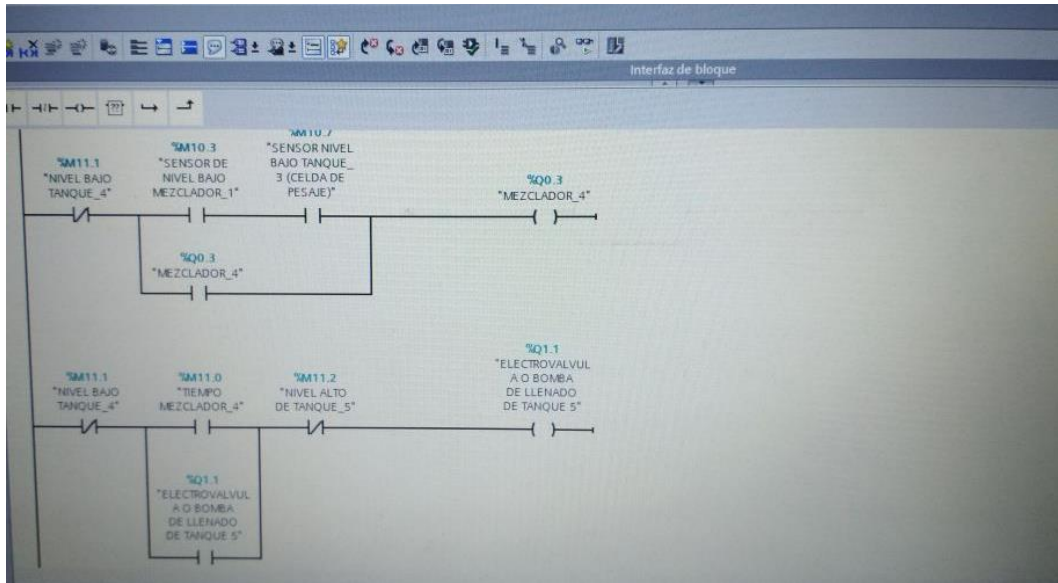 Interfaz de bloque
%M11.1
"NIVEL BAJO
TANQUE_4"
%M10.3
"SENSOR DE
NIVEL BAJO
MEZCLADOR_1"
%M10.7
"SENSOR NIVEL
BAJO TANQUE_
3 (CELDA DE
PESAJE)"
%Q0.3
"MEZCLADOR_4"
%Q0.3
"MEZCLADOR_4"
%M11.1
"NIVEL BAJO
TANQUE_4"
%M11.0
"TIEMPO
MEZCLADOR_4"
%M11.2
"NIVEL ALTO
DE TANQUE_5"
%Q1.1
"ELECTROVALVUL
A O BOMBA
DE LLENADO
DE TANQUE 5"
%Q1.1
"ELECTROVALVUL
A O BOMBA
DE LLENADO
DE TANQUE 5"